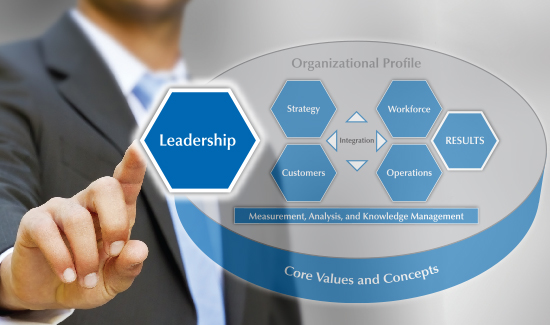 Organizational Profile
Strategy
Workforce
Leadership
Integration
RESULTS
Customers
Operations
Measurement, Analysis, and Knowledge Management
Core Values and Concepts